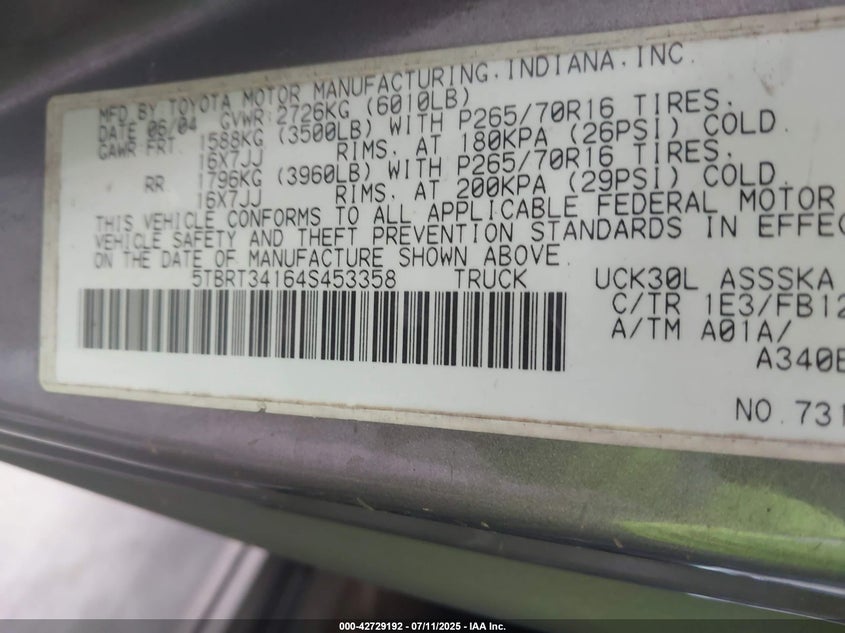 MFD.BY TOYOTA MOTOR MANUFACTURING.INDIANA.INC.
DATE 06/04 GVWR 2726KG (6010LB)
GAWR FRT. 1588KG (3500LB) WITH P265/70R16 TIRES.
16X7JJ RIMS. AT 180KPA (26PSI) COLD.
RR. 1796KG (3960LB) WITH P265/70R16 TIRES.
16X7JJ RIMS. AT 200KPA (29PSI) COLD.
THIS VEHICLE CONFORMS TO ALL APPLICABLE FEDERAL MOTOR
VEHICLE SAFETY AND THEFT PREVENTION STANDARDS IN EFFEC
ON THE DATE OF MANUFACTURE SHOWN ABOVE.
5TBRT34164S453358 TRUCK UCK30L ASSSKA
C/TR 1E3/FB12
A/TM A01A/
A340E
NO.731
000-42729192 - 07/11/2025 - IAA Inc.